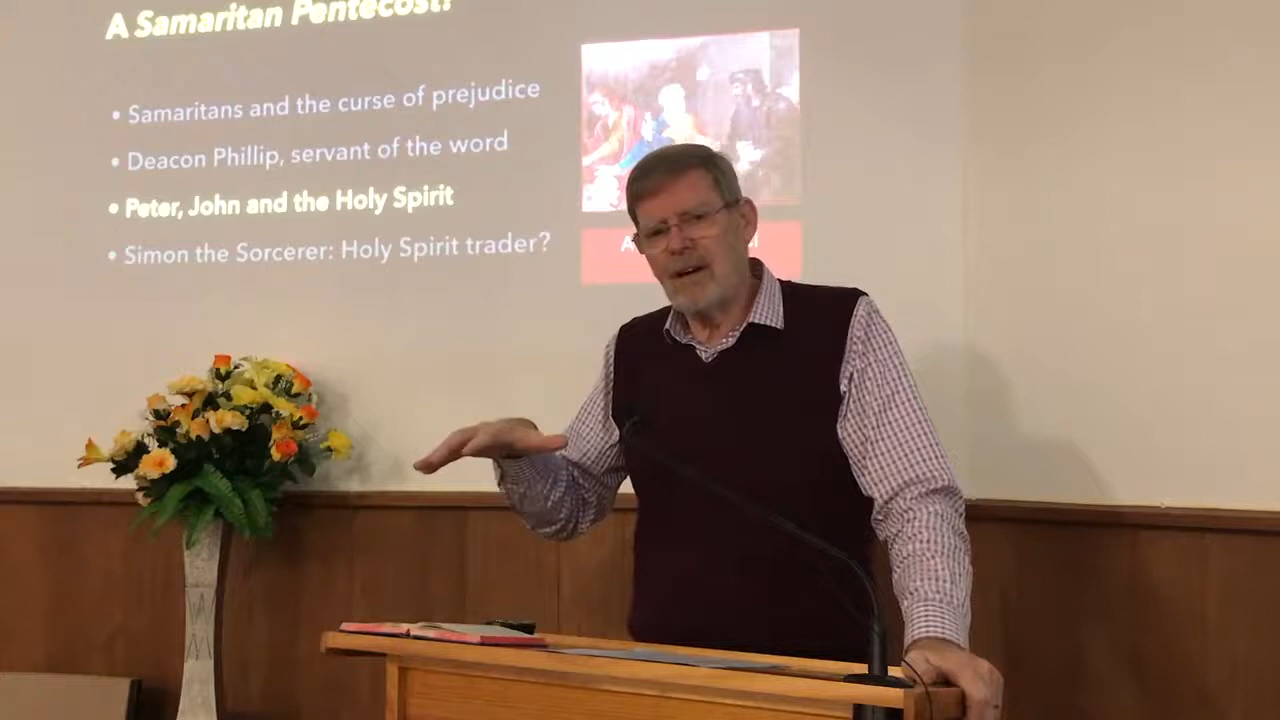 A Samaritan Pentecost?
• Samaritans and the curse of prejudice
• Deacon Phillip, servant of the word
• Peter, John and the Holy Spirit
• Simon the Sorcerer: Holy Spirit trader?